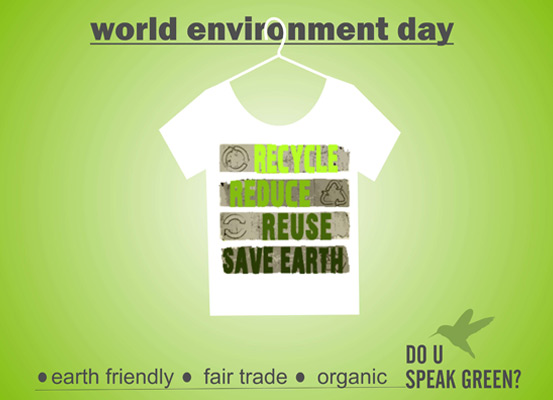 world environment day
RECYCLE
REDUCE
REUSE
SAVE EARTH
• earth friendly • fair trade • organic
DO U
SPEAK GREEN?